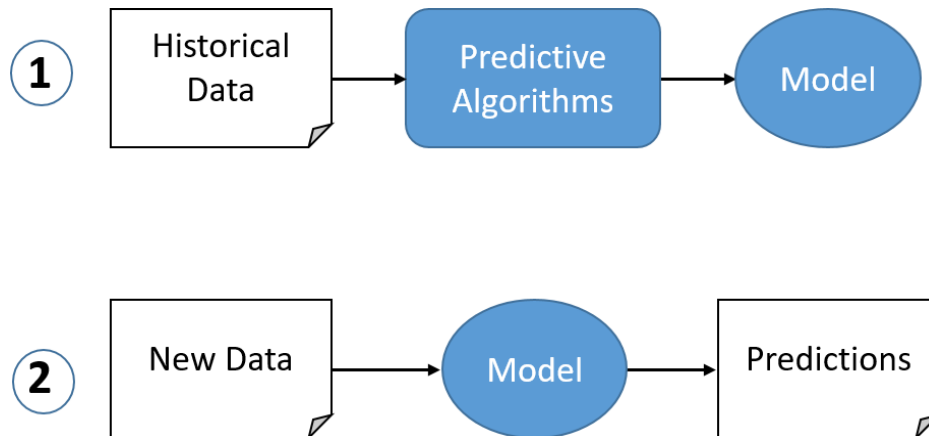 1
Historical
Data
Predictive
Algorithms
Model
2
New Data
Model
Predictions